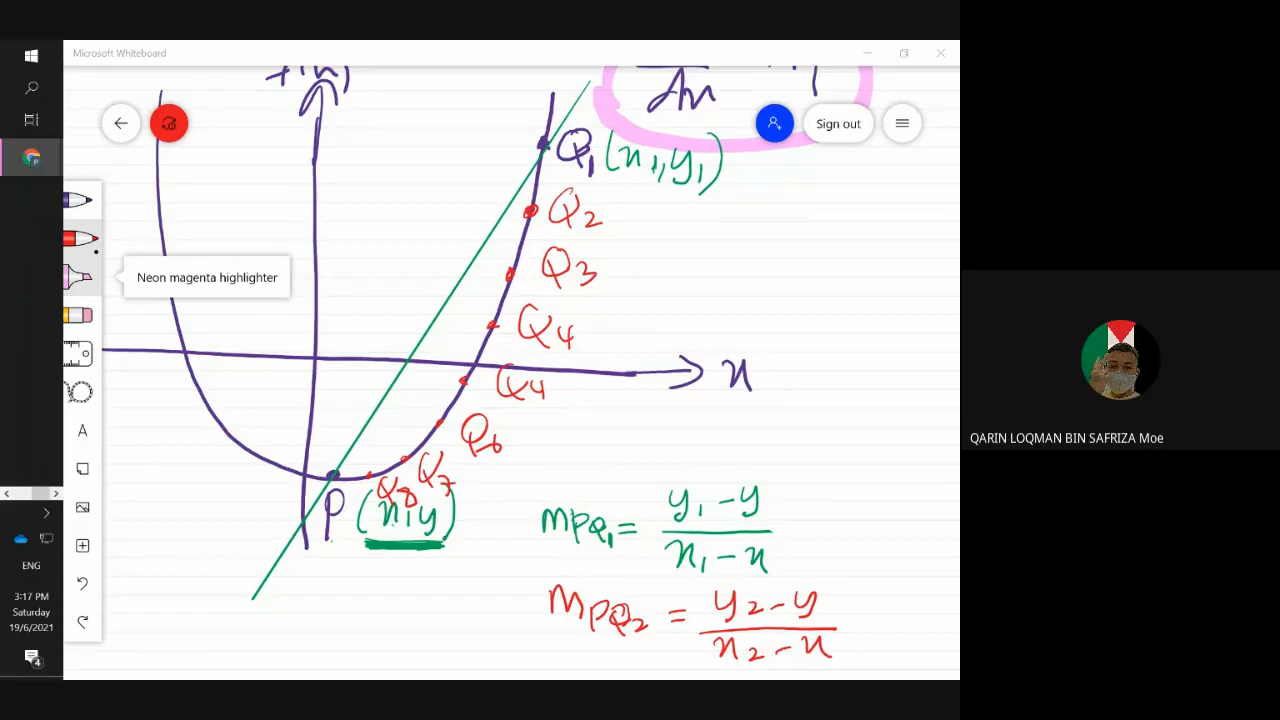 Microsoft Whiteboard
f(x)
Δx
Sign out
Q1 (x1, y1)
Q2
Neon magenta highlighter
Q3
Q4
x
Q4
Q6
Q7
Q8
P (x, y)
mPQ1 = y1 - y / x1 - x
mPQ2 = y2 - y / x2 - x
QARIN LOQMAN BIN SAFRIZA Moe
A
ENG
3:17 PM
Saturday
19/6/2021
4